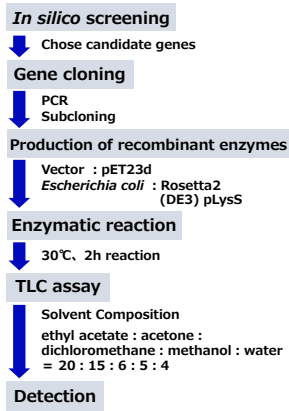 In silico screening
Chose candidate genes
Gene cloning
PCR
Subcloning
Production of recombinant enzymes
Vector : pET23d
Escherichia coli : Rosetta2
(DE3) pLysS
Enzymatic reaction
30℃、2h reaction
TLC assay
Solvent Composition
ethyl acetate : acetone :
dichloromethane : methanol : water
= 20 : 15 : 6 : 5 : 4
Detection